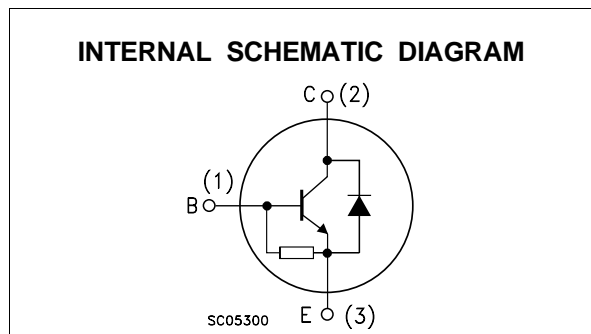 INTERNAL SCHEMATIC DIAGRAM
C (2)
(1)
B
SC05300 E (3)